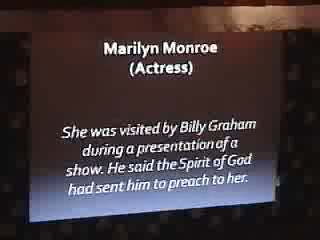 Marilyn Monroe
(Actress)
She was visited by Billy Graham
during a presentation of a
show. He said the Spirit of God
had sent him to preach to her.